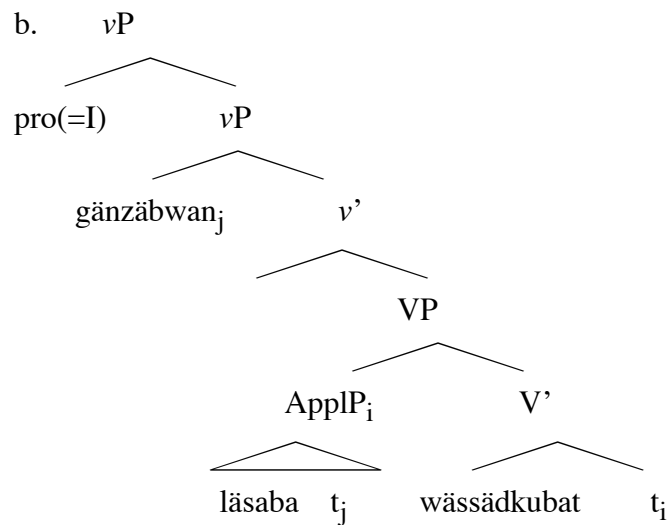 b. vP
pro(=I) vP
gänzäbwanj v’
VP
ApplPi V’
läsaba tj wässädkubat ti